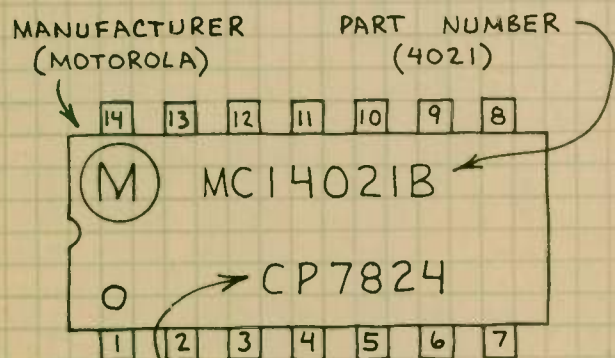 MANUFACTURER
(MOTOROLA)
PART NUMBER
(4021)
14 13 12 11 10 9 8
M MC14021B
CP7824
1 2 3 4 5 6 7